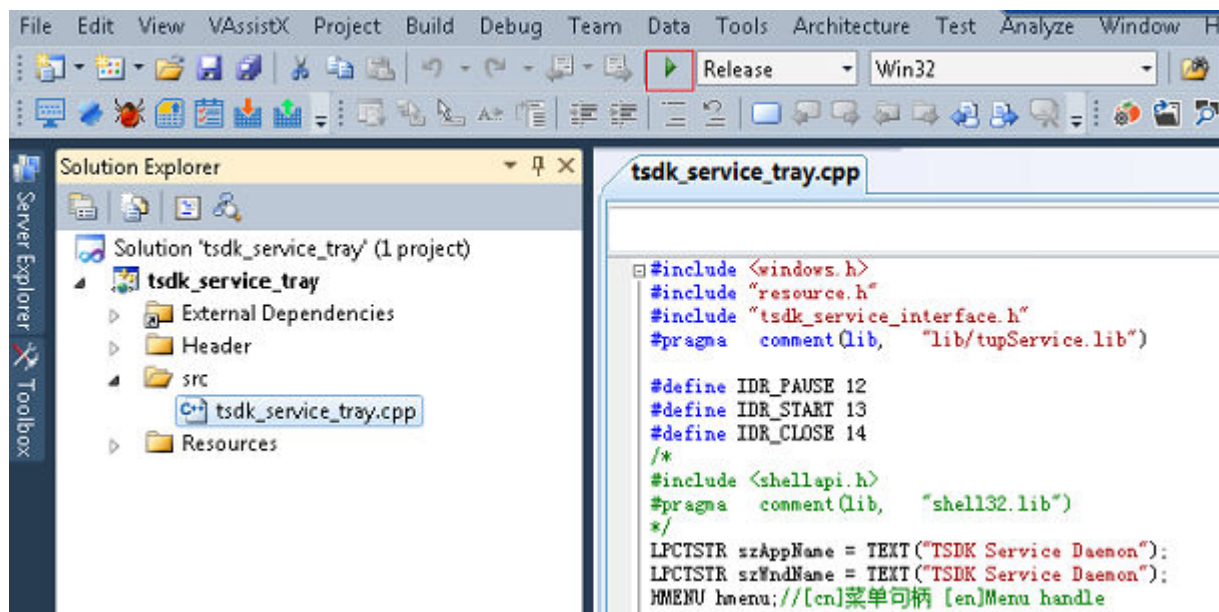 File Edit View VAssistX Project Build Debug Team Data Tools Architecture Test Analyze Window H
Release Win32
Server Explorer
Toolbox
Solution Explorer
Solution 'tsdk_service_tray' (1 project)
tsdk_service_tray
External Dependencies
Header
src
tsdk_service_tray.cpp
Resources
tsdk_service_tray.cpp
#include <windows.h>
#include "resource.h"
#include "tsdk_service_interface.h"
#pragma comment(lib, "lib/tupService.lib")
#define IDR_PAUSE 12
#define IDR_START 13
#define IDR_CLOSE 14
/*
#include <shellapi.h>
#pragma comment(lib, "shell32.lib")
*/
LPCTSTR szAppName = TEXT("TSDK Service Daemon");
LPCTSTR szWndName = TEXT("TSDK Service Daemon");
HMENU hmenu;//[cn]菜单句柄 [en]Menu handle